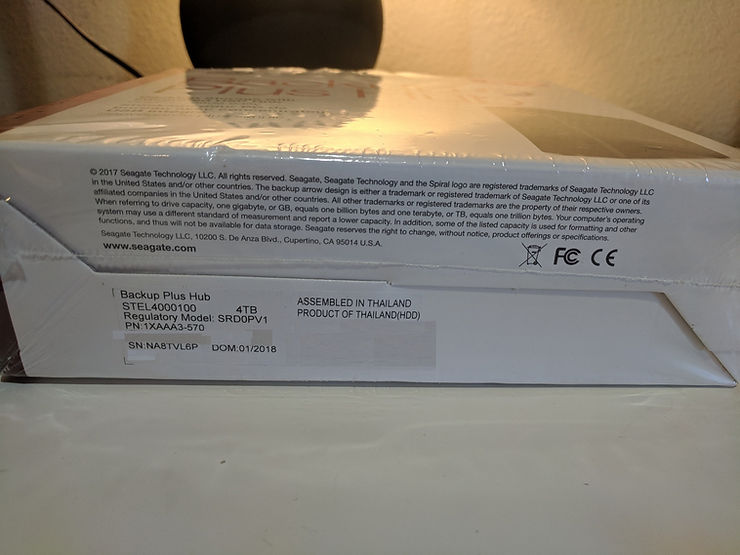 © 2017 Seagate Technology LLC. All rights reserved. Seagate, Seagate Technology and the Spiral logo are registered trademarks of Seagate Technology LLC
in the United States and/or other countries. The backup arrow design is either a trademark or registered trademark of Seagate Technology LLC or one of its
affiliated companies in the United States and/or other countries. All other trademarks or registered trademarks are the property of their respective owners.
When referring to drive capacity, one gigabyte, or GB, equals one billion bytes and one terabyte, or TB, equals one trillion bytes. Your computer's operating
system may use a different standard of measurement and report a lower capacity. In addition, some of the listed capacity is used for formatting and other
functions, and thus will not be available for data storage. Seagate reserves the right to change, without notice, product offerings or specifications.
Seagate Technology LLC, 10200 S. De Anza Blvd., Cupertino, CA 95014 U.S.A.
www.seagate.com
FC CE
Backup Plus Hub
STEL4000100 4TB
Regulatory Model: SRD0PV1
PN:1XAAA3-570
SN:NA8TVL6P DOM:01/2018
ASSEMBLED IN THAILAND
PRODUCT OF THAILAND(HDD)